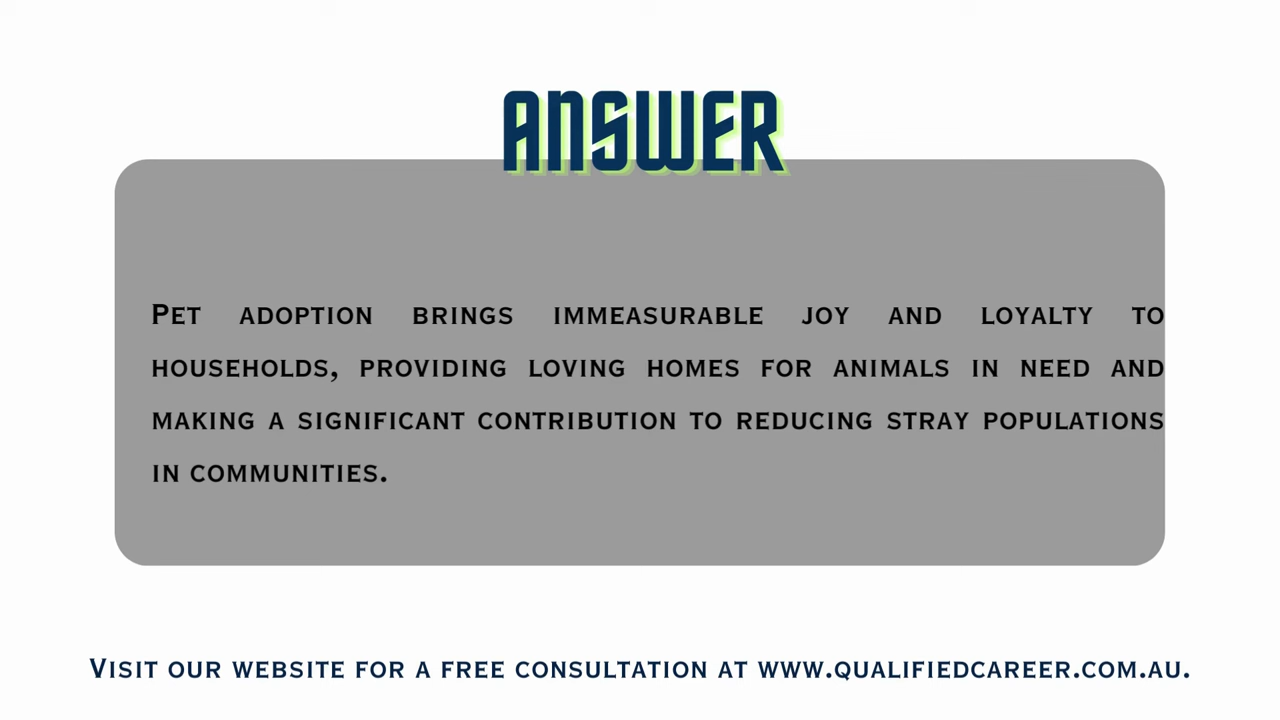 ANSWER
Pet adoption brings immeasurable joy and loyalty to
households, providing loving homes for animals in need and
making a significant contribution to reducing stray populations
in communities.
Visit our website for a free consultation at www.qualifiedcareer.com.au.